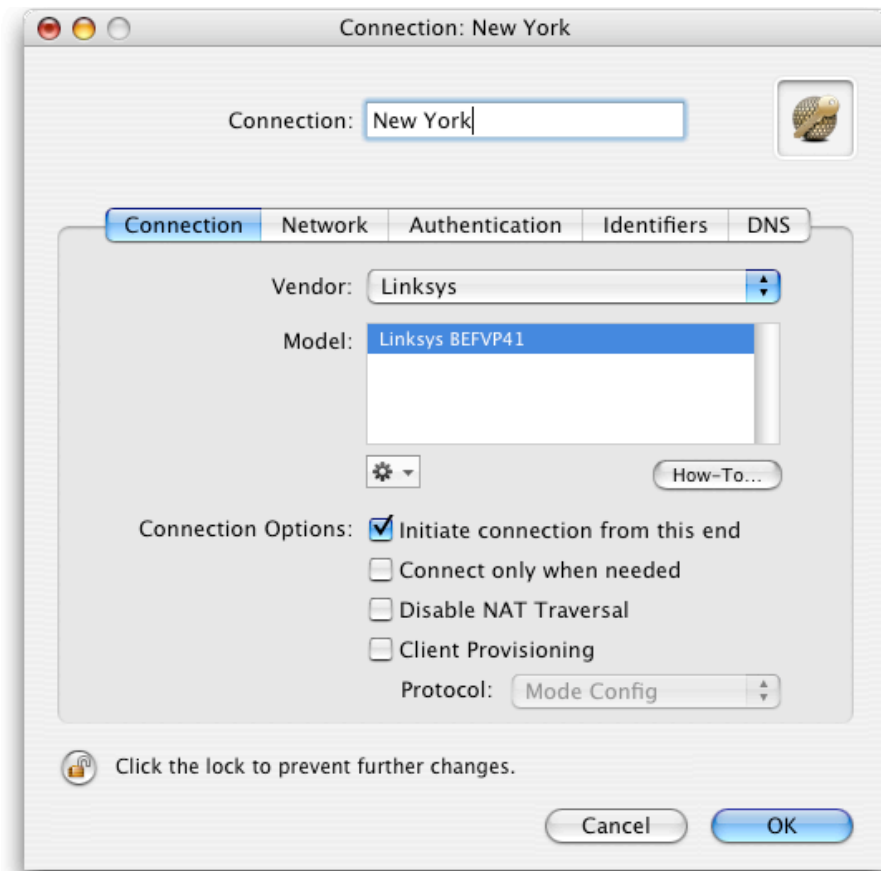 Connection: New York
Connection: New York
Connection Network Authentication Identifiers DNS
Vendor: Linksys
Model: Linksys BEFVP41
How-To...
Connection Options: Initiate connection from this end
Connect only when needed
Disable NAT Traversal
Client Provisioning
Protocol: Mode Config
Click the lock to prevent further changes.
Cancel OK